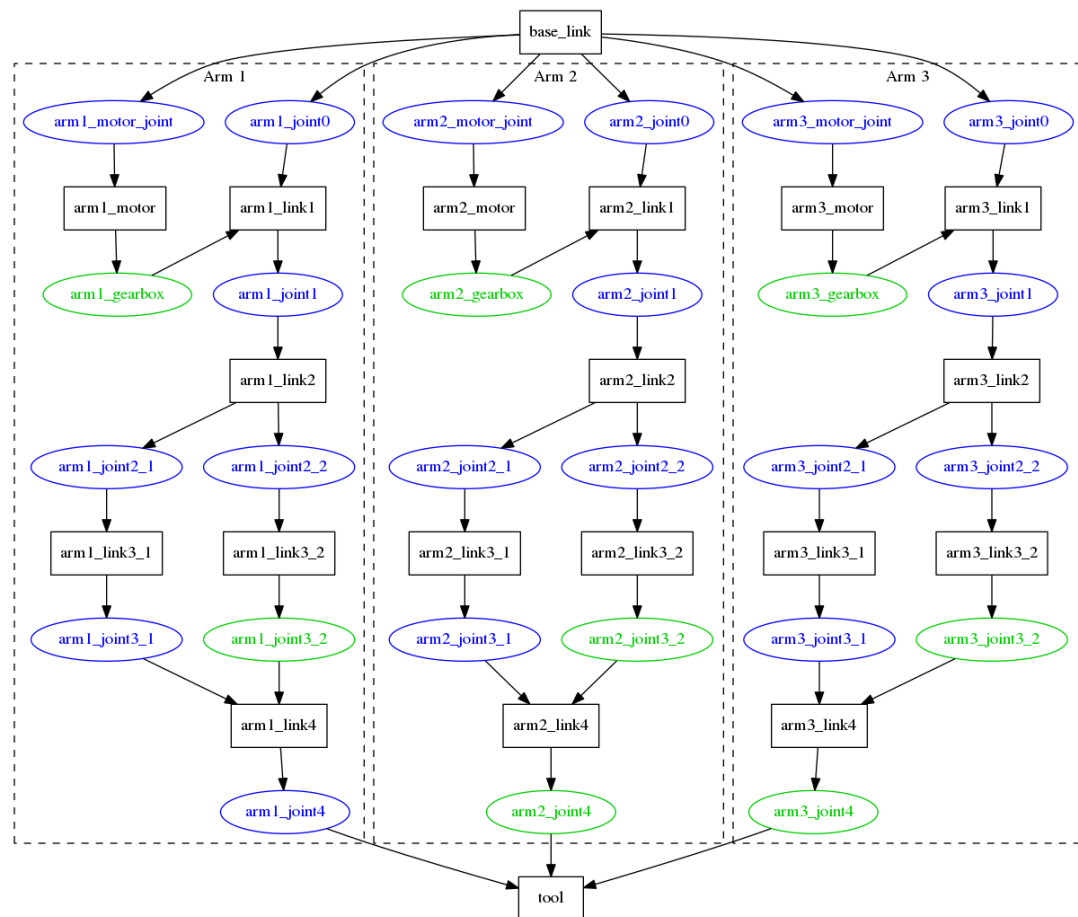 base_link
Arm 1
Arm 2
Arm 3
arm1_motor_joint
arm1_joint0
arm2_motor_joint
arm2_joint0
arm3_motor_joint
arm3_joint0
arm1_motor
arm1_link1
arm2_motor
arm2_link1
arm3_motor
arm3_link1
arm1_gearbox
arm1_joint1
arm2_gearbox
arm2_joint1
arm3_gearbox
arm3_joint1
arm1_link2
arm2_link2
arm3_link2
arm1_joint2_1
arm1_joint2_2
arm2_joint2_1
arm2_joint2_2
arm3_joint2_1
arm3_joint2_2
arm1_link3_1
arm1_link3_2
arm2_link3_1
arm2_link3_2
arm3_link3_1
arm3_link3_2
arm1_joint3_1
arm1_joint3_2
arm2_joint3_1
arm2_joint3_2
arm3_joint3_1
arm3_joint3_2
arm1_link4
arm2_link4
arm3_link4
arm1_joint4
arm2_joint4
arm3_joint4
tool